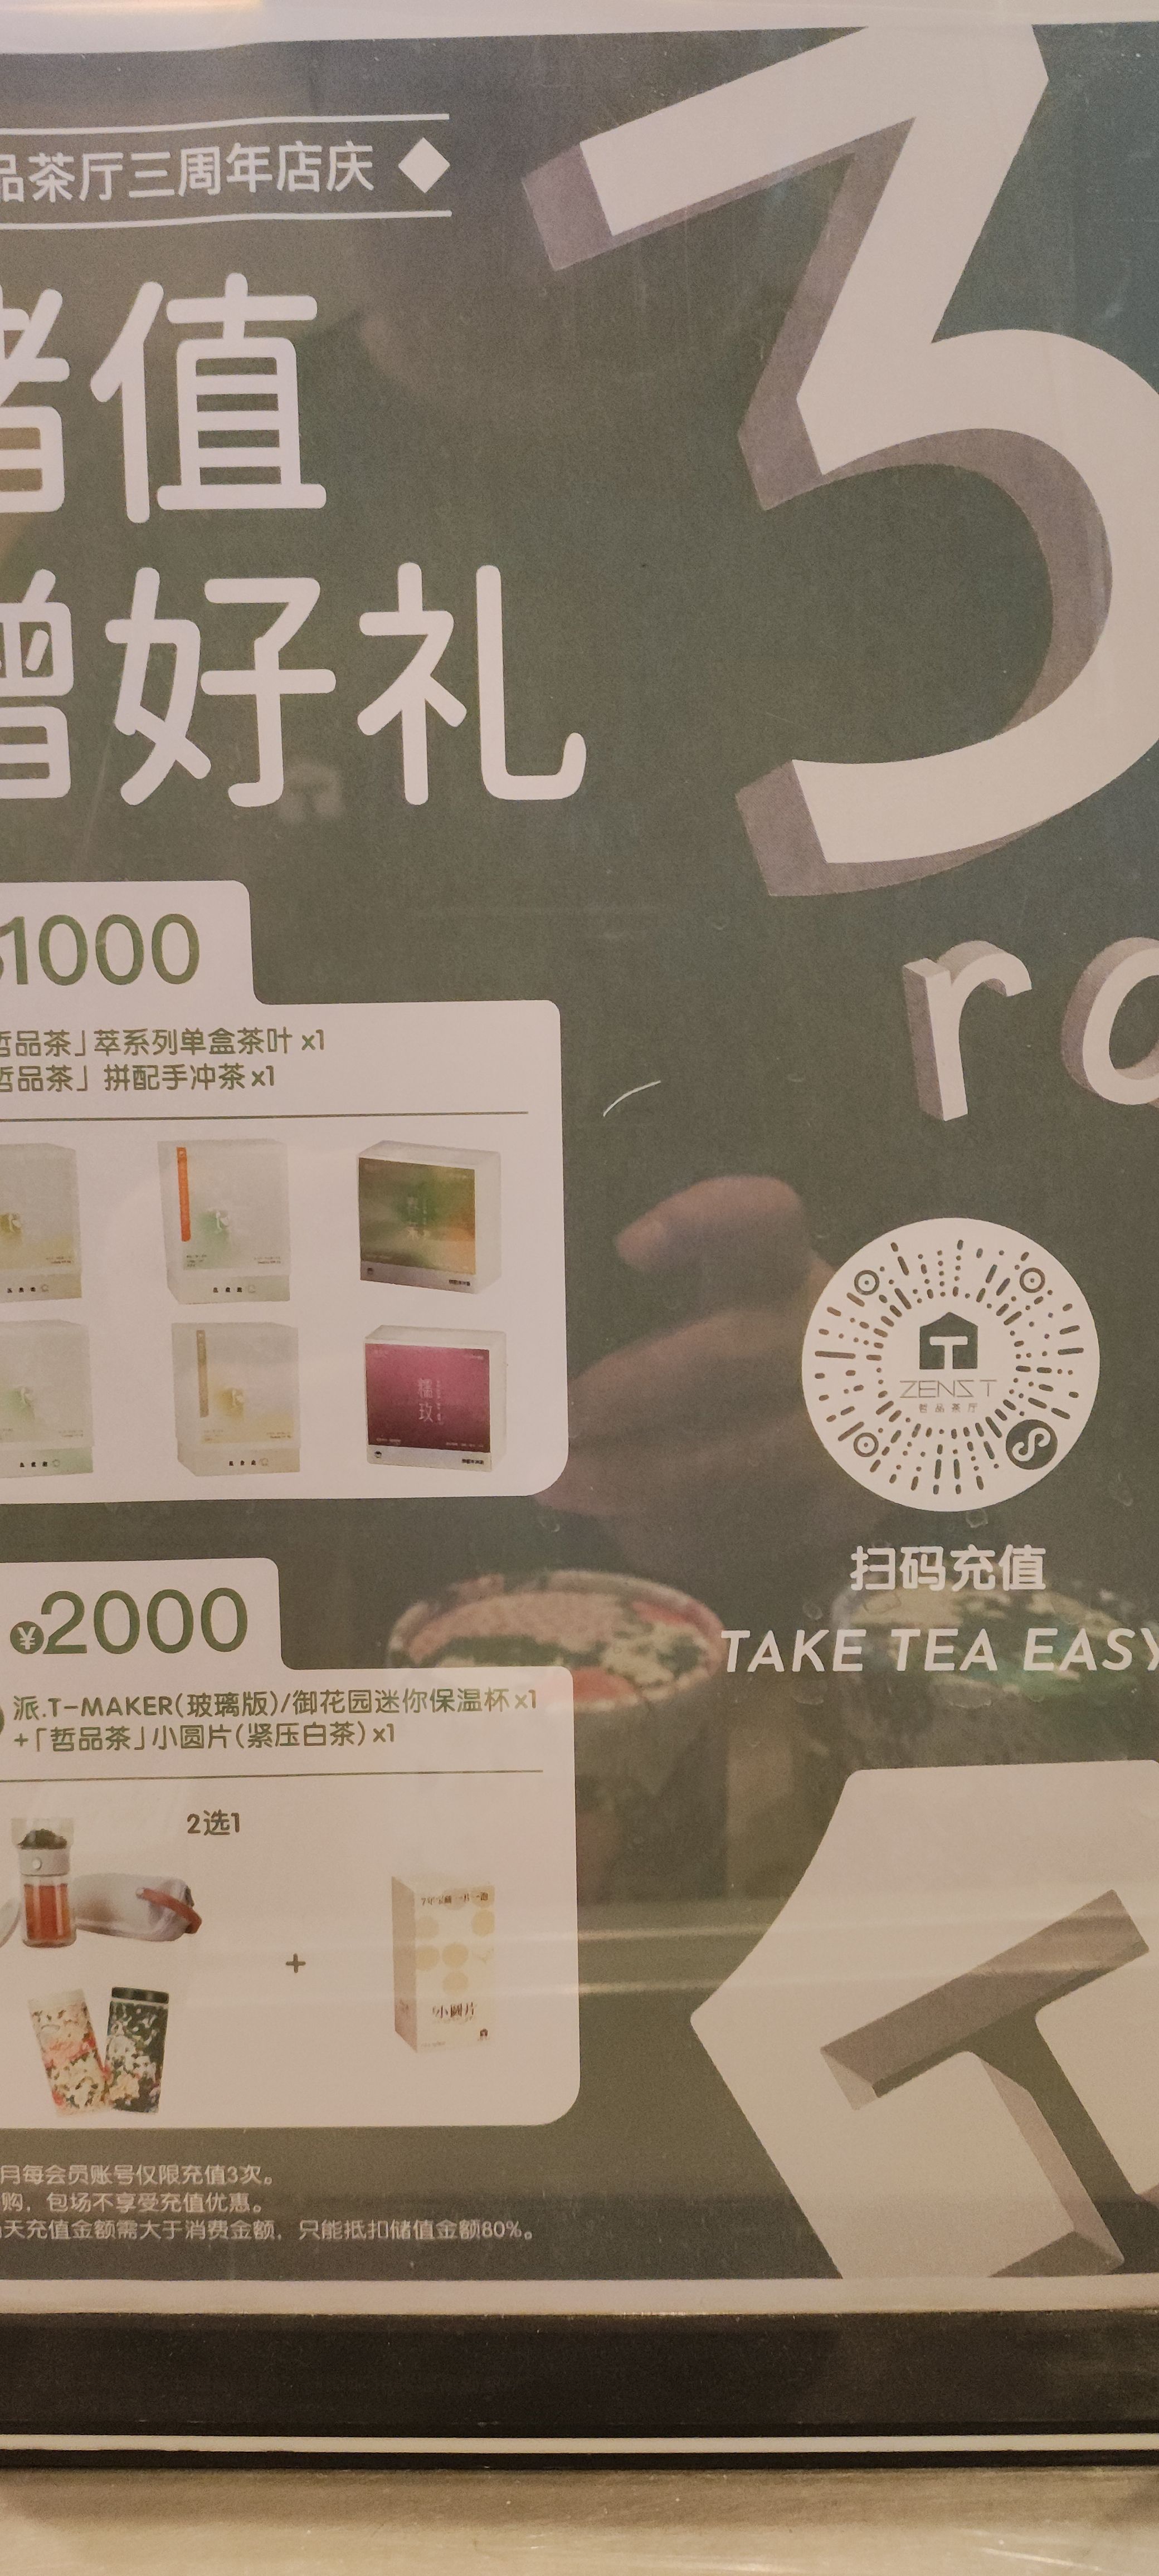 品茶厅三周年店庆
储值
赠好礼
3
ro
¥1000
哲品茶」萃系列单盒茶叶 x1
哲品茶」拼配手冲茶 x1
糯玫
¥2000
派.T-MAKER(玻璃版)/御花园迷你保温杯 x1
+「哲品茶」小圆片(紧压白茶) x1
2选1
+
小圆片
ZENS T
哲品茶厅
扫码充值
TAKE TEA EASY
T
月每会员账号仅限充值3次。
购，包场不享受充值优惠。
当天充值金额需大于消费金额，只能抵扣储值金额80%。